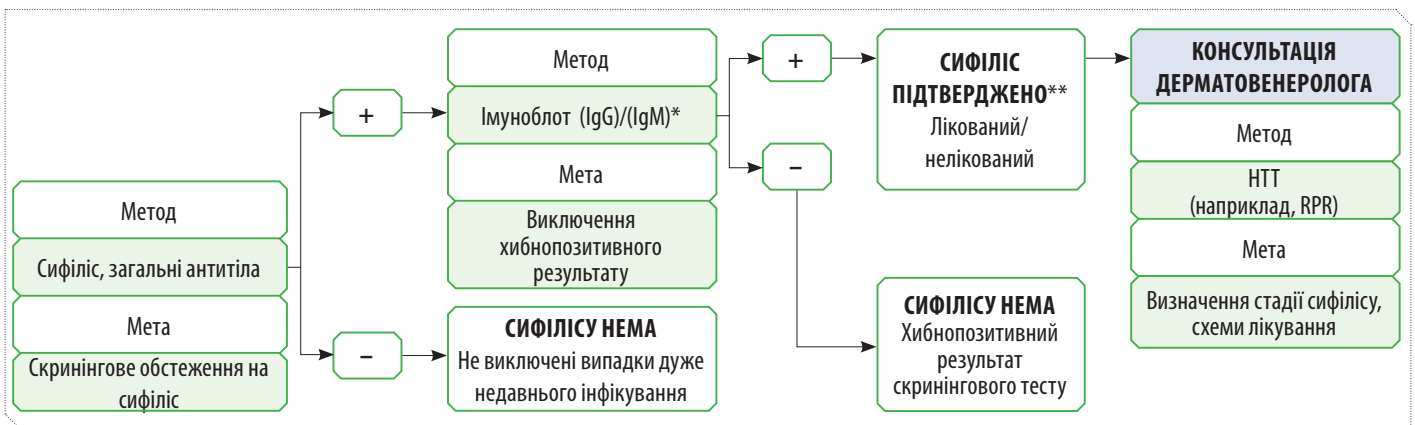 Метод
Сифіліс, загальні антитіла
Мета
Скринінгове обстеження на
сифіліс
+
–
Метод
Імуноблот (IgG)/(IgM)*
Мета
Виключення
хибнопозитивного
результату
СИФІЛІСУ НЕМА
Не виключені випадки дуже
недавнього інфікування
+
–
СИФІЛІС
ПІДТВЕРДЖЕНО**
Лікований/
нелікований
СИФІЛІСУ НЕМА
Хибнопозитивний
результат
скринінгового тесту
КОНСУЛЬТАЦІЯ
ДЕРМАТОВЕНЕРОЛОГА
Метод
НТТ
(наприклад, RPR)
Мета
Визначення стадії сифілісу,
схеми лікування